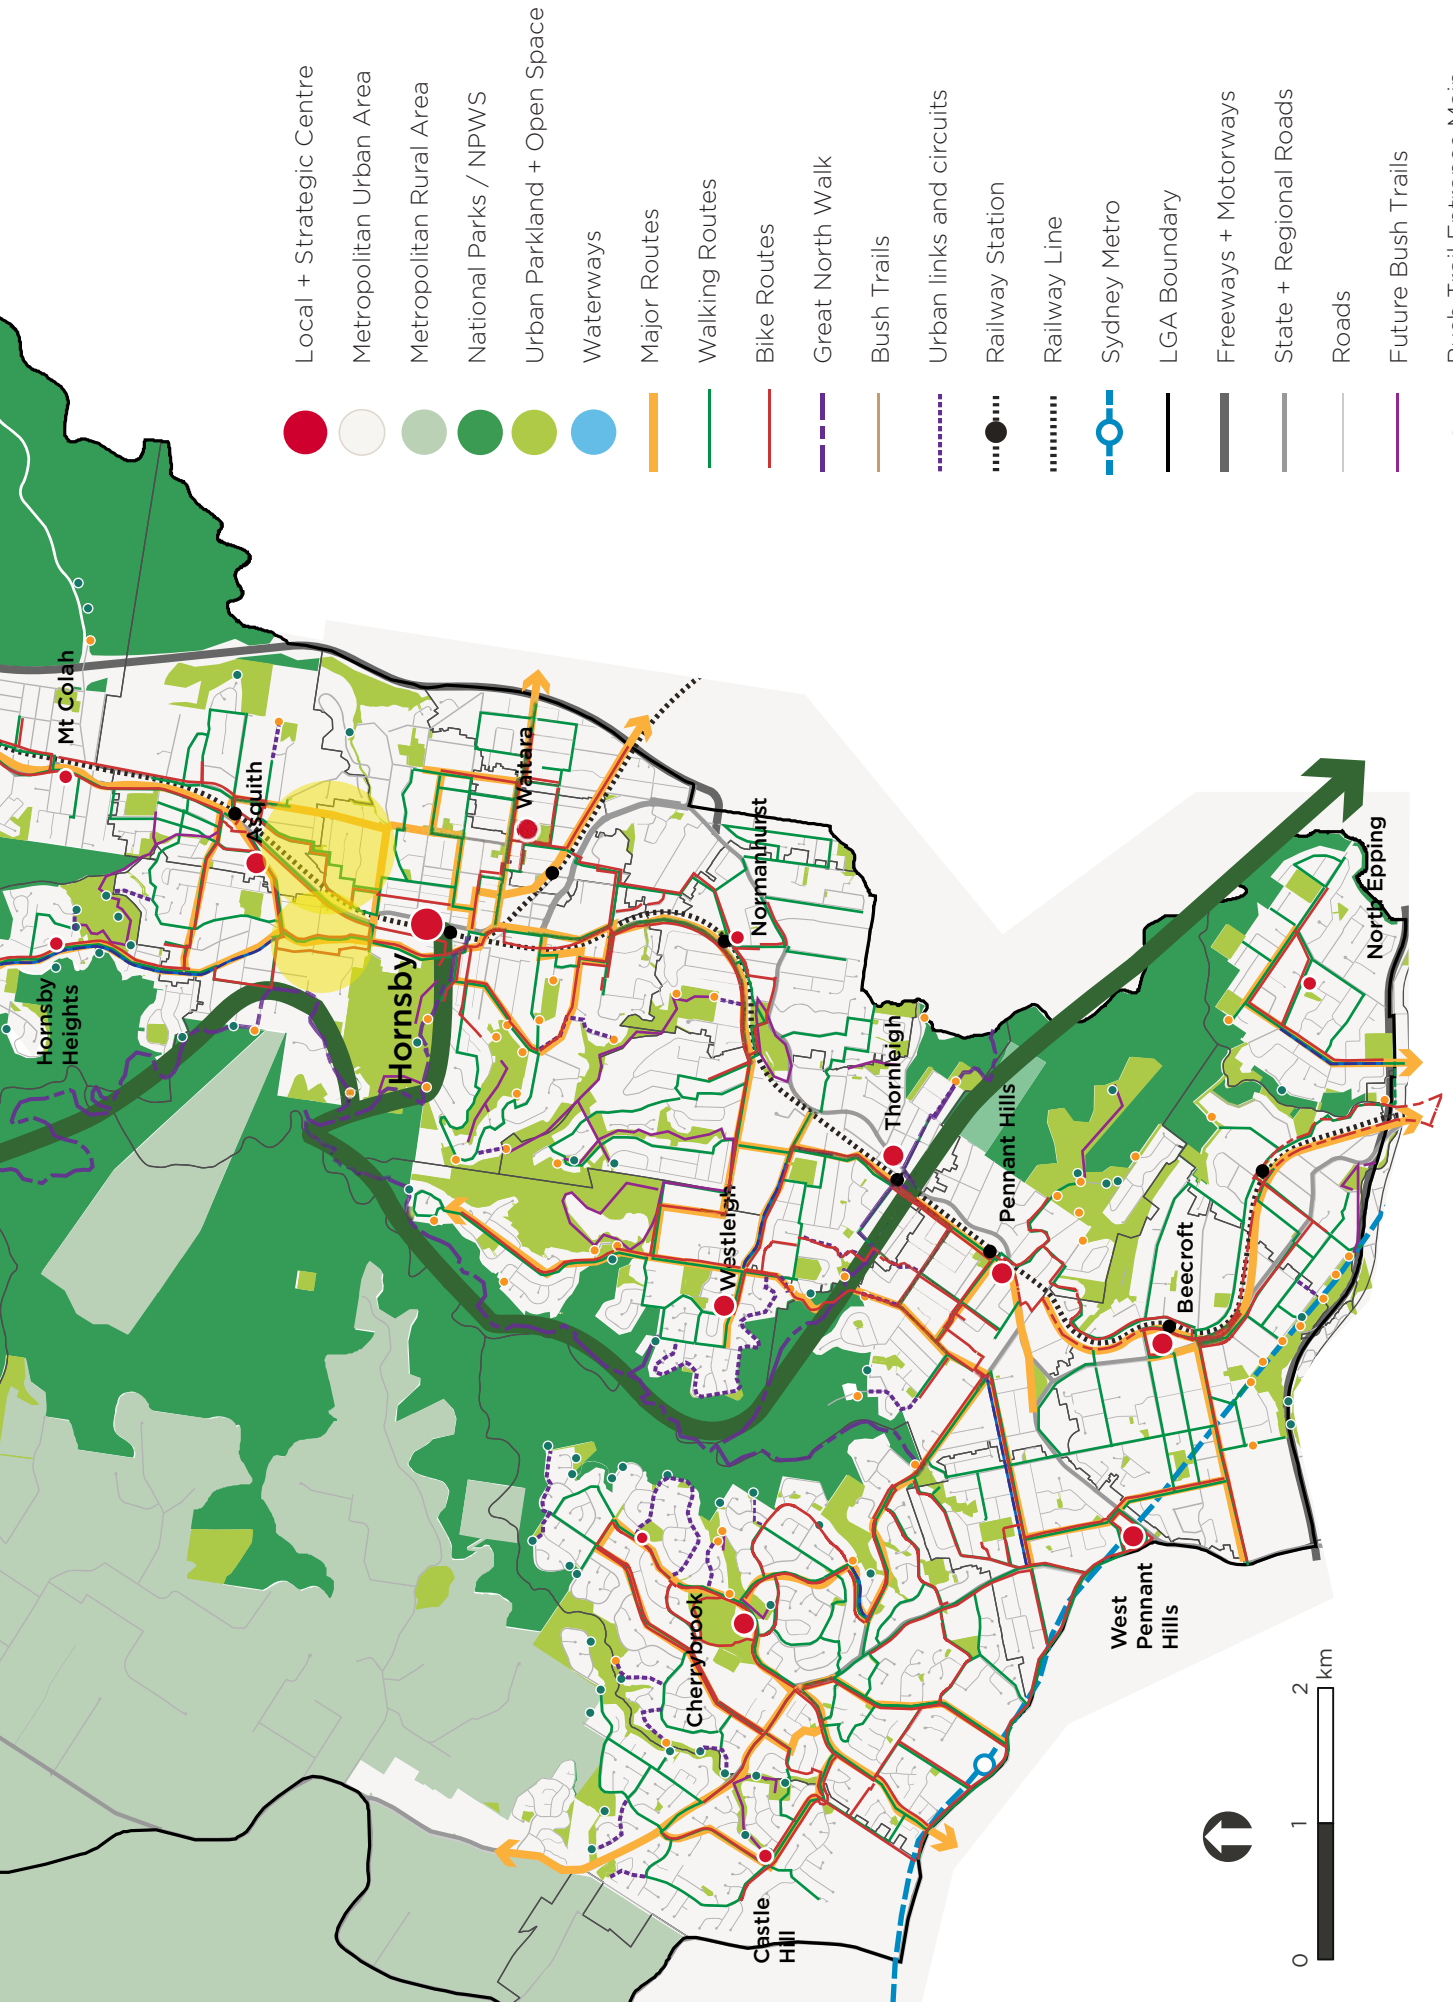 Local + Strategic Centre
Metropolitan Urban Area
Metropolitan Rural Area
National Parks / NPWS
Urban Parkland + Open Space
Waterways
Major Routes
Walking Routes
Bike Routes
Great North Walk
Bush Trails
Urban links and circuits
Railway Station
Railway Line
Sydney Metro
LGA Boundary
Freeways + Motorways
State + Regional Roads
Roads
Future Bush Trails
Mt Colah
Asquith
Hornsby
Heights
Hornsby
Waitara
Normanhurst
Thornleigh
Westleigh
Pennant Hills
Beecroft
North Epping
Cherrybrook
West
Pennant
Hills
Castle
Hill
0
1
2
km